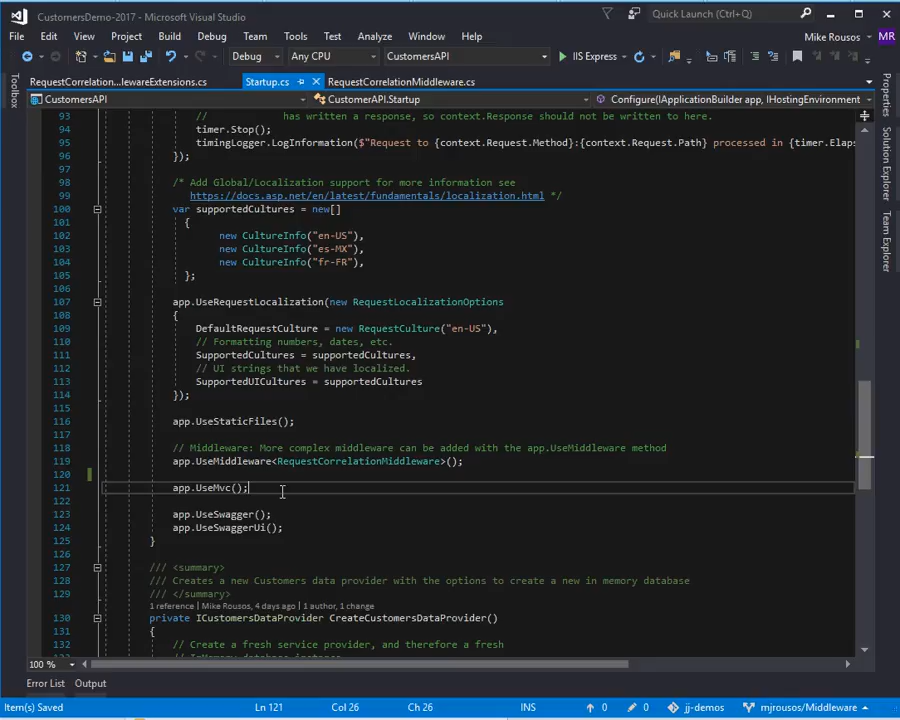 CustomersDemo-2017 - Microsoft Visual Studio
Quick Launch (Ctrl+Q)
File Edit View Project Build Debug Team Tools Test Analyze Window Help
Mike Rousos MR
Debug Any CPU CustomersAPI IIS Express
RequestCorrelation...lewareExtensions.cs Startup.cs RequestCorrelationMiddleware.cs
CustomersAPI CustomerAPI.Startup Configure(IApplicationBuilder app, IHostingEnvironment
Toolbox
Properties
Solution Explorer
Team Explorer
93 // has written a response, so context.Response should not be written to here.
94 timer.Stop();
95 timingLogger.LogInformation($"Request to {context.Request.Method}:{context.Request.Path} processed in {timer.Elaps
96 });
97
98 /* Add Global/Localization support for more information see
99 https://docs.asp.net/en/latest/fundamentals/localization.html */
100 var supportedCultures = new[]
101 {
102 new CultureInfo("en-US"),
103 new CultureInfo("es-MX"),
104 new CultureInfo("fr-FR"),
105 };
106
107 app.UseRequestLocalization(new RequestLocalizationOptions
108 {
109 DefaultRequestCulture = new RequestCulture("en-US"),
110 // Formatting numbers, dates, etc.
111 SupportedCultures = supportedCultures,
112 // UI strings that we have localized.
113 SupportedUICultures = supportedCultures
114 });
115
116 app.UseStaticFiles();
117
118 // Middleware: More complex middleware can be added with the app.UseMiddleware method
119 app.UseMiddleware<RequestCorrelationMiddleware>();
120
121 app.UseMvc();
122
123 app.UseSwagger();
124 app.UseSwaggerUi();
125 }
126
127 /// <summary>
128 /// Creates a new Customers data provider with the options to create a new in memory database
129 /// </summary>
1 reference | Mike Rousos, 4 days ago | 1 author, 1 change
130 private ICustomersDataProvider CreateCustomersDataProvider()
131 {
132 // Create a fresh service provider, and therefore a fresh
// InMemory database instance.
100 %
Error List Output
Item(s) Saved Ln 121 Col 26 Ch 26 INS 0 0 jj-demos mjrousos/Middleware